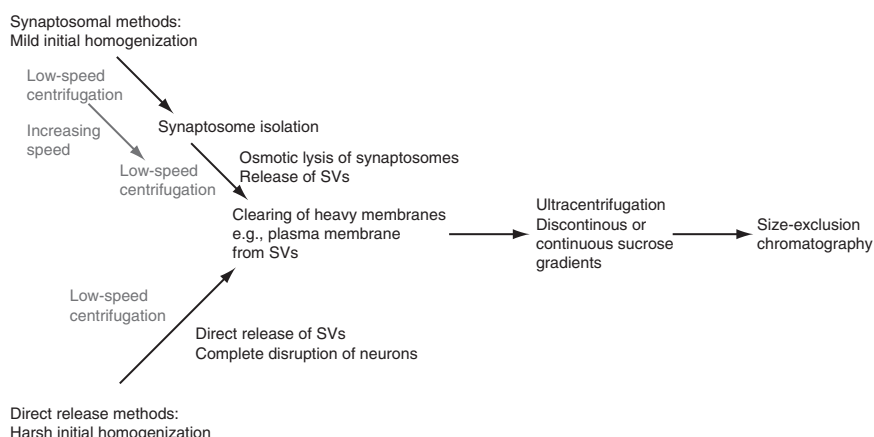 Synaptosomal methods:
Mild initial homogenization
Low-speed
centrifugation
Increasing
speed
Synaptosome isolation
Low-speed
centrifugation
Osmotic lysis of synaptosomes
Release of SVs
Clearing of heavy membranes
e.g., plasma membrane
from SVs
Ultracentrifugation
Discontinous or
continuous sucrose
gradients
Size-exclusion
chromatography
Low-speed
centrifugation
Direct release of SVs
Complete disruption of neurons
Direct release methods:
Harsh initial homogenization